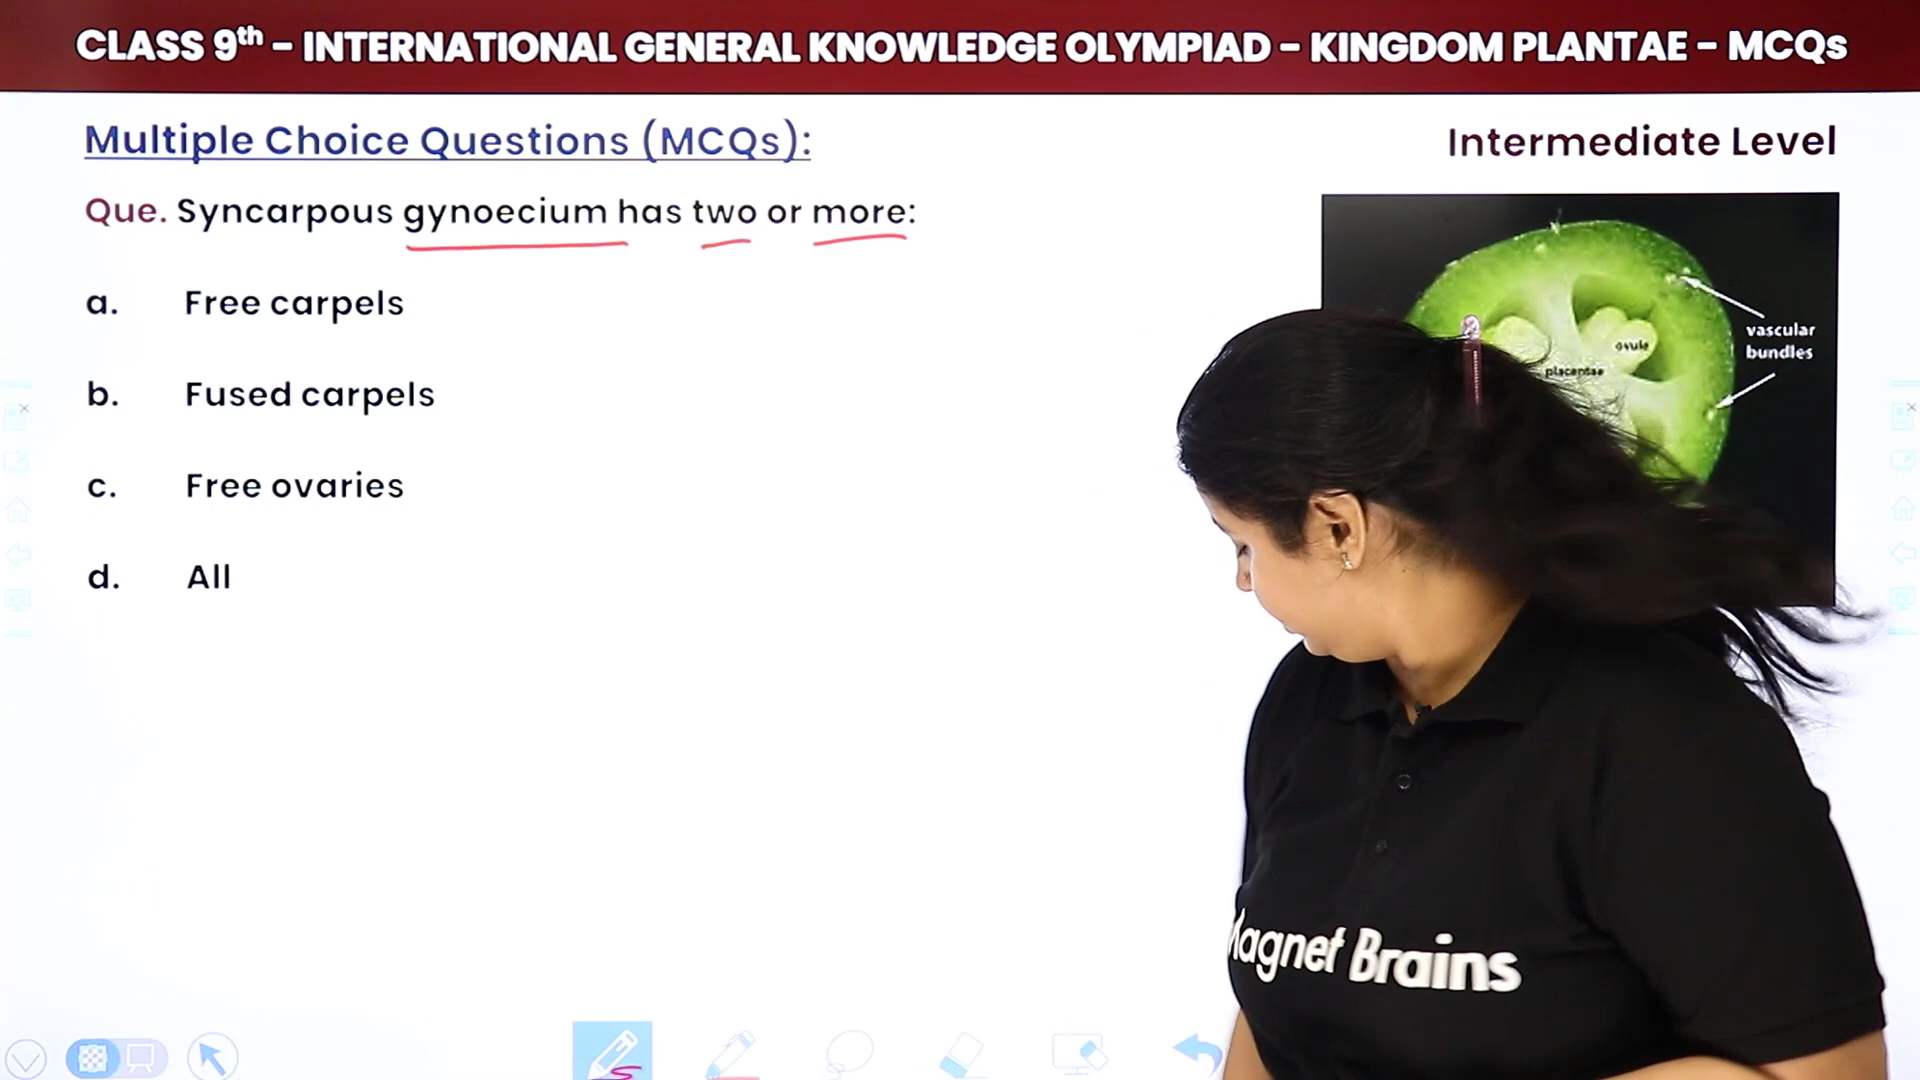 CLASS 9th – INTERNATIONAL GENERAL KNOWLEDGE OLYMPIAD – KINGDOM PLANTAE – MCQs
Multiple Choice Questions (MCQs):
Intermediate Level
Que. Syncarpous gynoecium has two or more:
a. Free carpels
b. Fused carpels
c. Free ovaries
d. All
vascular
bundles
ovule
placentae
Magnet Brains